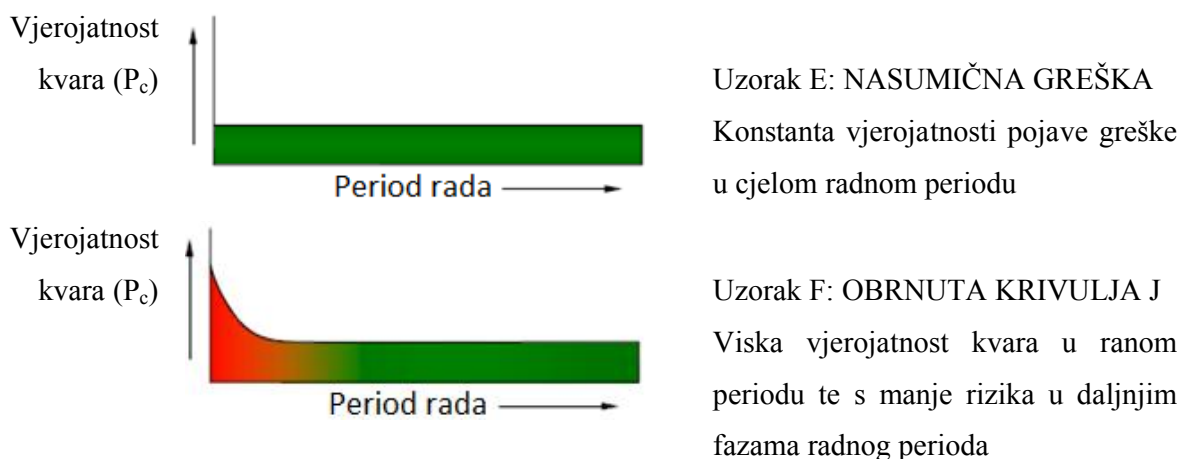 Vjerojatnost
kvara (Pc)
Period rada
Uzorak E: NASUMIČNA GREŠKA
Konstanta vjerojatnosti pojave greške
u cjelom radnom periodu
Vjerojatnost
kvara (Pc)
Period rada
Uzorak F: OBRNUTA KRIVULJA J
Viska vjerojatnost kvara u ranom
periodu te s manje rizika u daljnjim
fazama radnog perioda